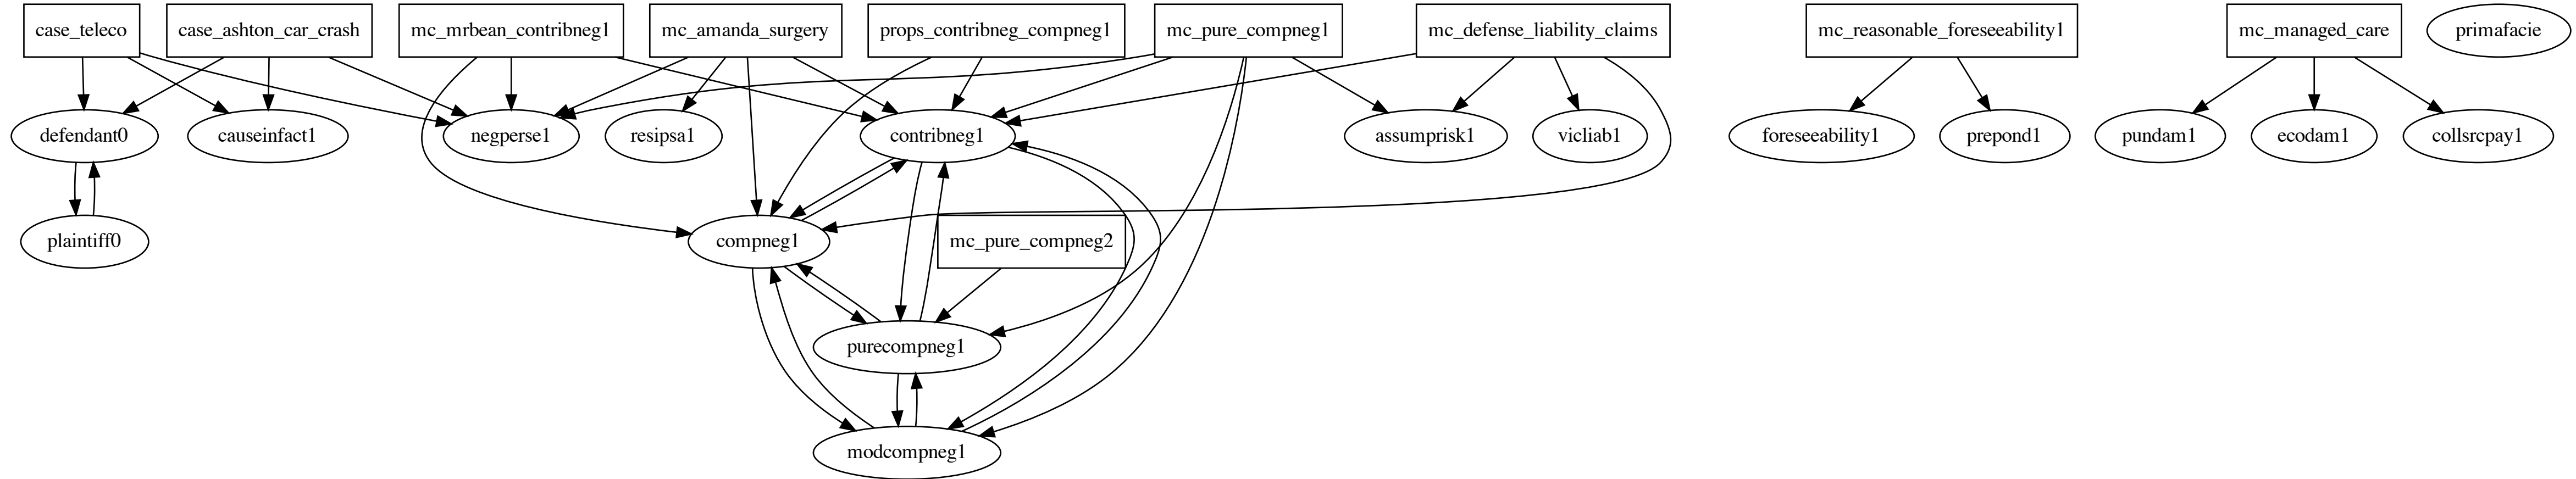 case_teleco
case_ashton_car_crash
mc_mrbean_contribneg1
mc_amanda_surgery
props_contribneg_compneg1
mc_pure_compneg1
mc_defense_liability_claims
mc_reasonable_foreseeability1
mc_managed_care
primafacie
defendant0
causeinfact1
negperse1
resipsa1
contribneg1
assumprisk1
vicliab1
foreseeability1
prepond1
pundam1
ecodam1
collsrcpay1
plaintiff0
compneg1
mc_pure_compneg2
purecompneg1
modcompneg1